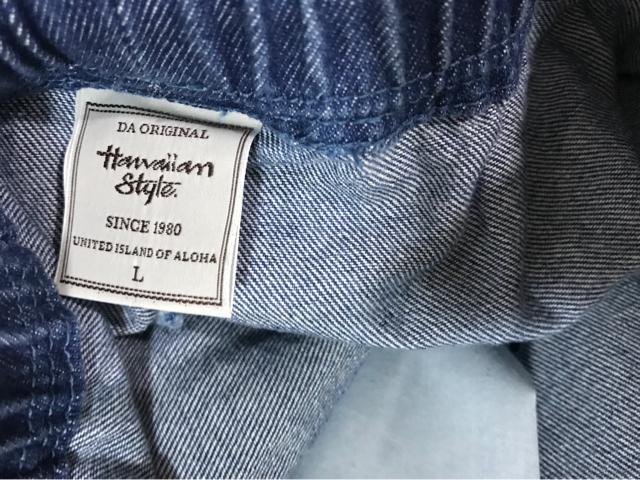 DA ORIGINAL
Hawaiian
Style.
SINCE 1980
UNITED ISLAND OF ALOHA
L